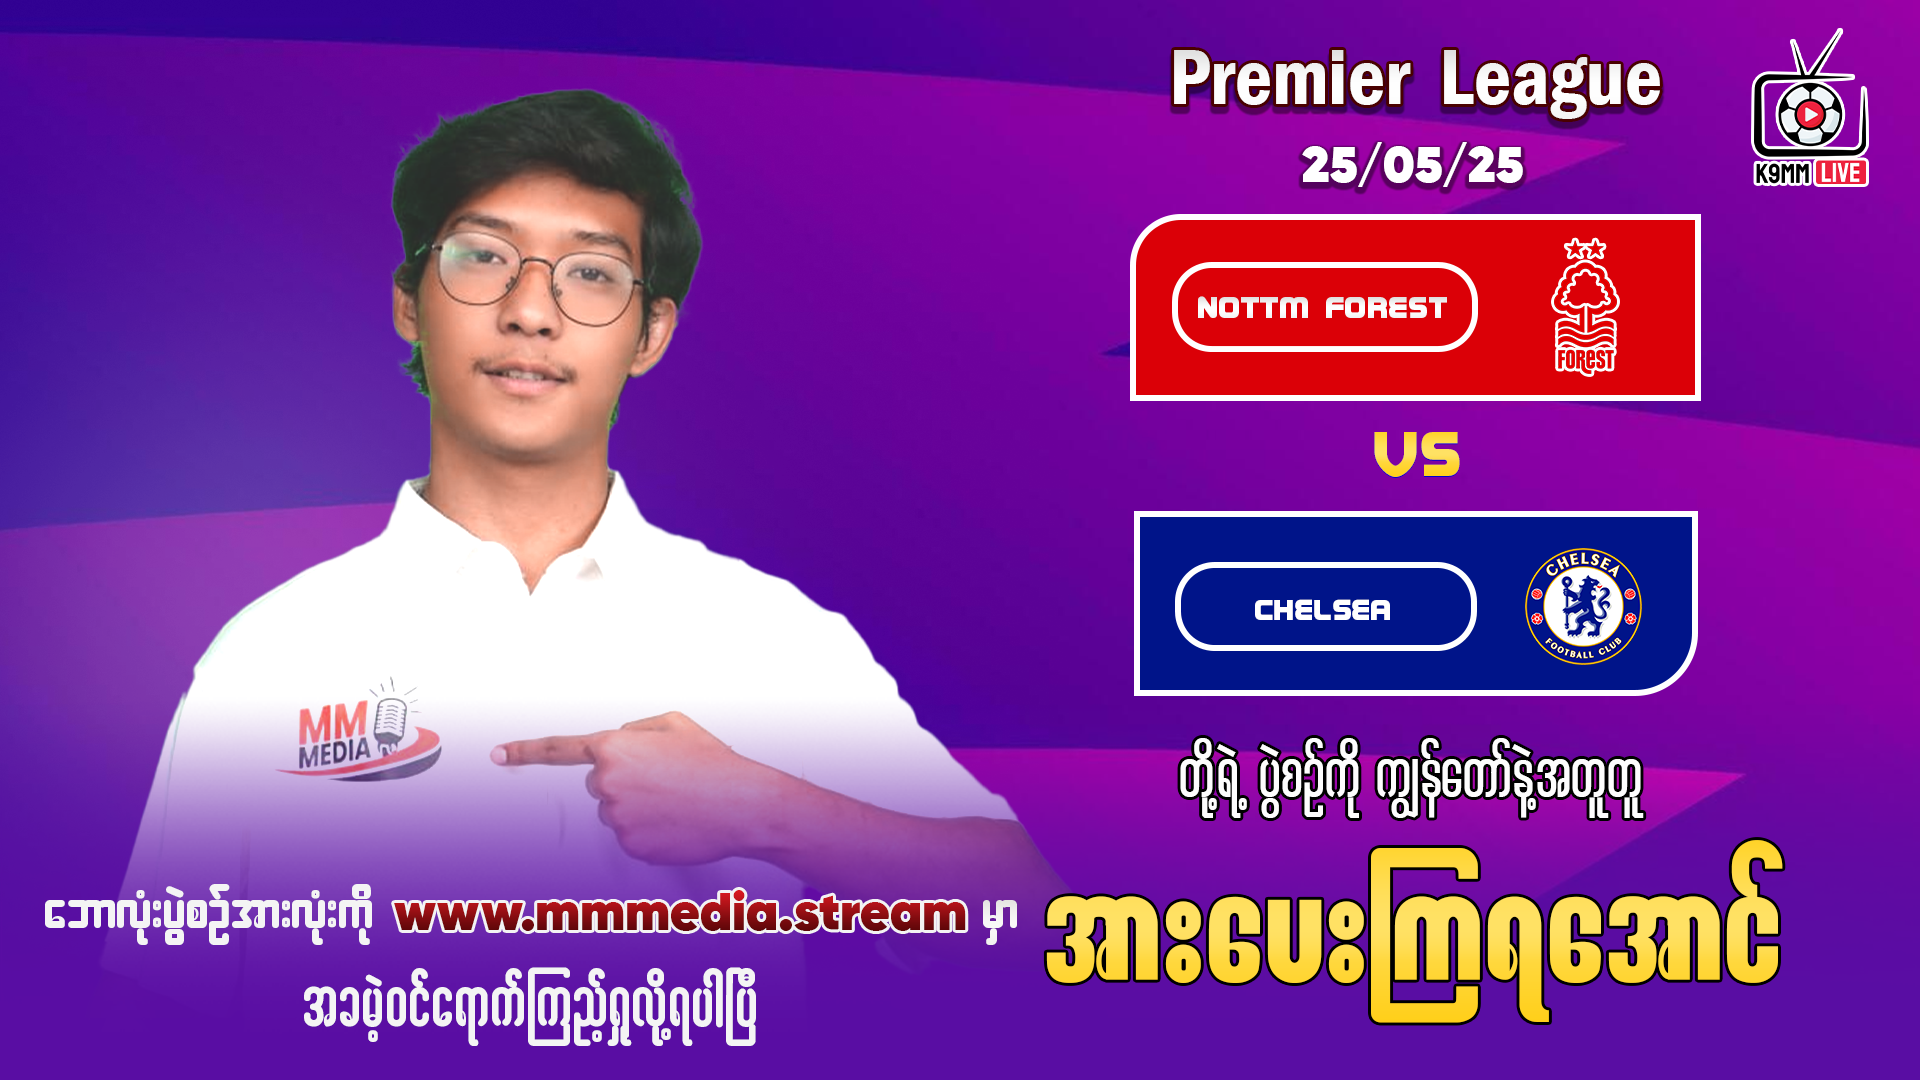 Premier League
25/05/25
K9MM LIVE
NOTTM FOREST
FOREST
VS
CHELSEA
CHELSEA
FOOTBALL CLUB
MM
MEDIA
တို့ရဲ့ ပွဲစဉ်ကို ကျွန်တော်နဲ့အတူတူ
အားပေးကြရအောင်
ဘောလုံးပွဲစဉ်အားလုံးကို www.mmmedia.stream မှာ
အခမဲ့ဝင်ရောက်ကြည့်ရှုလို့ရပါပြီ